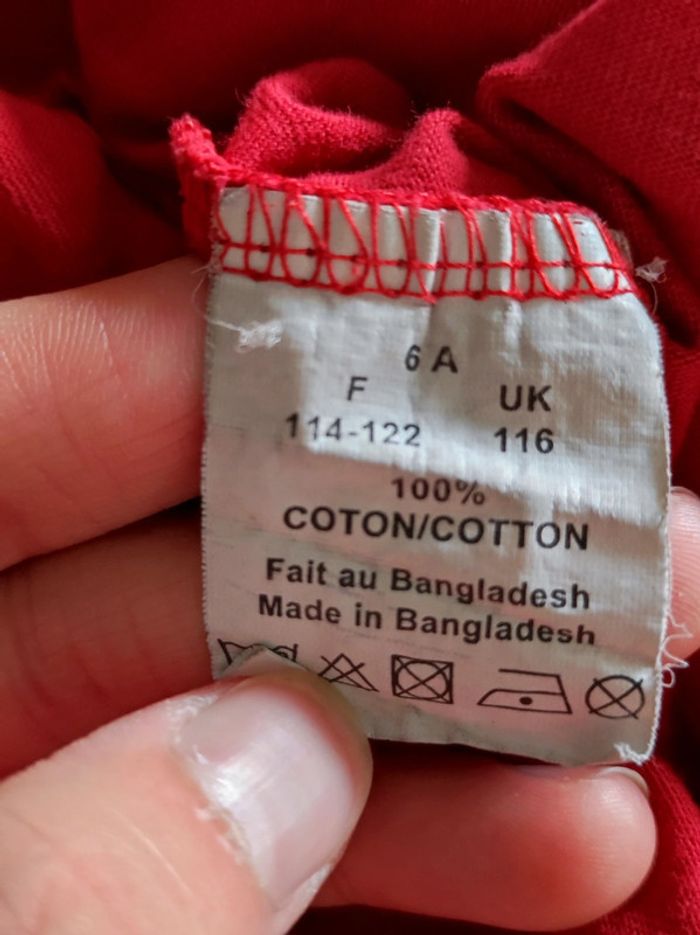 6 A
F UK
114-122 116
100%
COTON/COTTON
Fait au Bangladesh
Made in Bangladesh